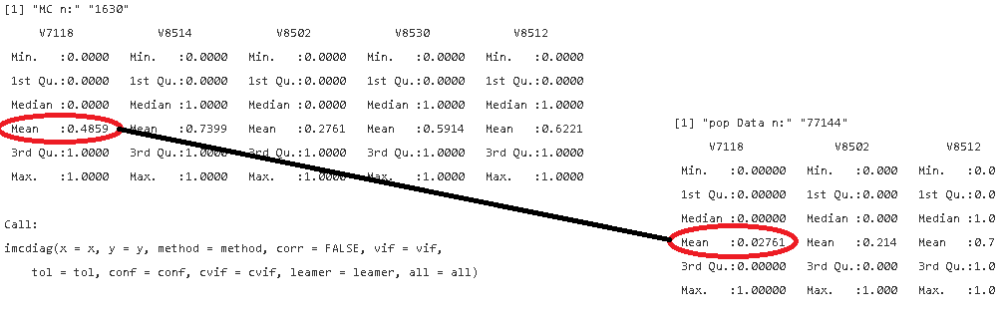 [1] "MC n:" "1630"
V7118 V8514 V8502 V8530 V8512
Min. :0.0000 Min. :0.0000 Min. :0.0000 Min. :0.0000 Min. :0.0000
1st Qu.:0.0000 1st Qu.:0.0000 1st Qu.:0.0000 1st Qu.:0.0000 1st Qu.:0.0000
Median :0.0000 Median :1.0000 Median :0.0000 Median :1.0000 Median :1.0000
Mean :0.4859 Mean :0.7399 Mean :0.2761 Mean :0.5914 Mean :0.6221
3rd Qu.:1.0000 3rd Qu.:1.0000 3rd Qu.:1.0000 3rd Qu.:1.0000 3rd Qu.:1.0000
Max. :1.0000 Max. :1.0000 Max. :1.0000 Max. :1.0000 Max. :1.0000
Call:
imcdiag(x = x, y = y, method = method, corr = FALSE, vif = vif,
tol = tol, conf = conf, cvif = cvif, leamer = leamer, all = all)
[1] "pop Data n:" "77144"
V7118 V8502 V8512
Min. :0.00000 Min. :0.000 Min. :0.0
1st Qu.:0.00000 1st Qu.:0.000 1st Qu.:0.0
Median :0.00000 Median :0.000 Median :1.0
Mean :0.02761 Mean :0.214 Mean :0.7
3rd Qu.:0.00000 3rd Qu.:0.000 3rd Qu.:1.0
Max. :1.00000 Max. :1.000 Max. :1.0